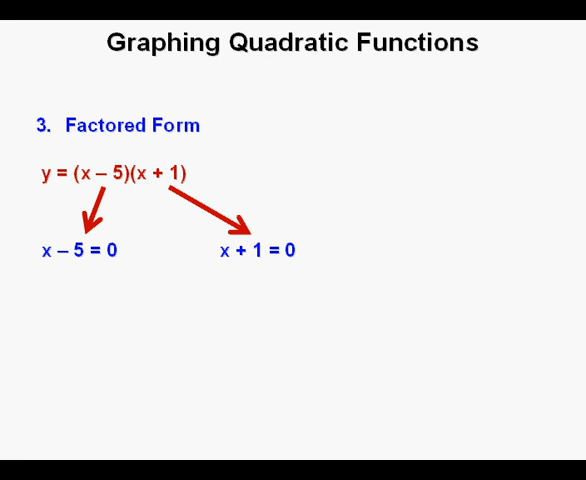 Graphing Quadratic Functions
3. Factored Form
y = (x – 5)(x + 1)
x – 5 = 0 x + 1 = 0